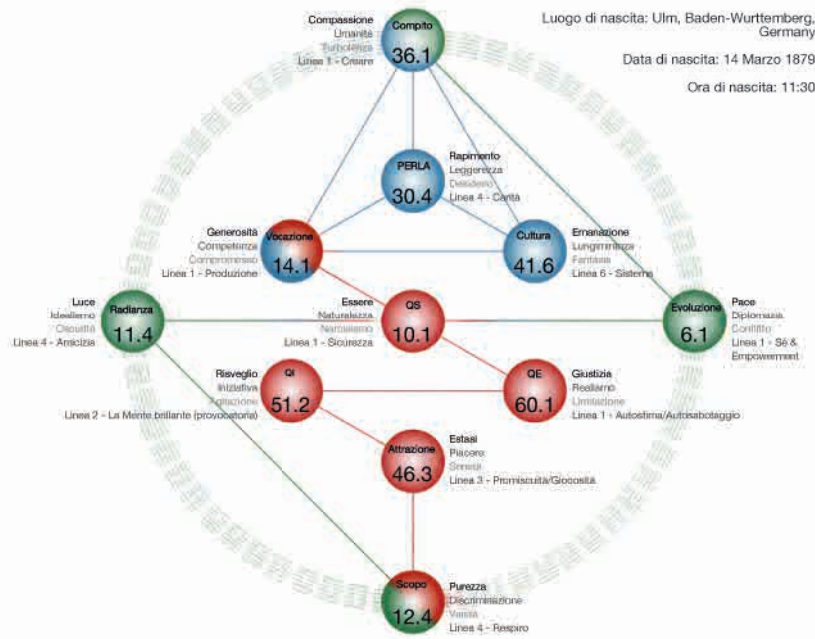 Compassione
Umanità
Turbolenza
Linea 1 - Creare
Compito
36.1
Luogo di nascita: Ulm, Baden-Wurttemberg,
Germany
Data di nascita: 14 Marzo 1879
Ora di nascita: 11:30
PERLA
30.4
Rapimento
Leggerezza
Desiderio
Linea 4 - Carità
Generosità
Competenza
Compromesso
Linea 1 - Produzione
Vocazione
14.1
Cultura
41.6
Emanazione
Lungimiranza
Fantasia
Linea 6 - Sistema
Luce
Idealismo
Oscurità
Linea 4 - Amicizia
Radianza
11.4
Essere
Naturalezza
Narcisismo
Linea 1 - Sicurezza
QS
10.1
Evoluzione
6.1
Pace
Diplomazia
Conflitto
Linea 1 - Sé &
Empowerment
Risveglio
Iniziativa
Agitazione
Linea 2 - La Mente brillante (provocatoria)
QI
51.2
QE
60.1
Giustizia
Realismo
Limitazione
Linea 1 - Autostima/Autosabotaggio
Attrazione
46.3
Estasi
Piacere
Linea 3 - Promiscuità/Giocosità
Scopo
12.4
Purezza
Discriminazione
Vanità
Linea 4 - Respiro